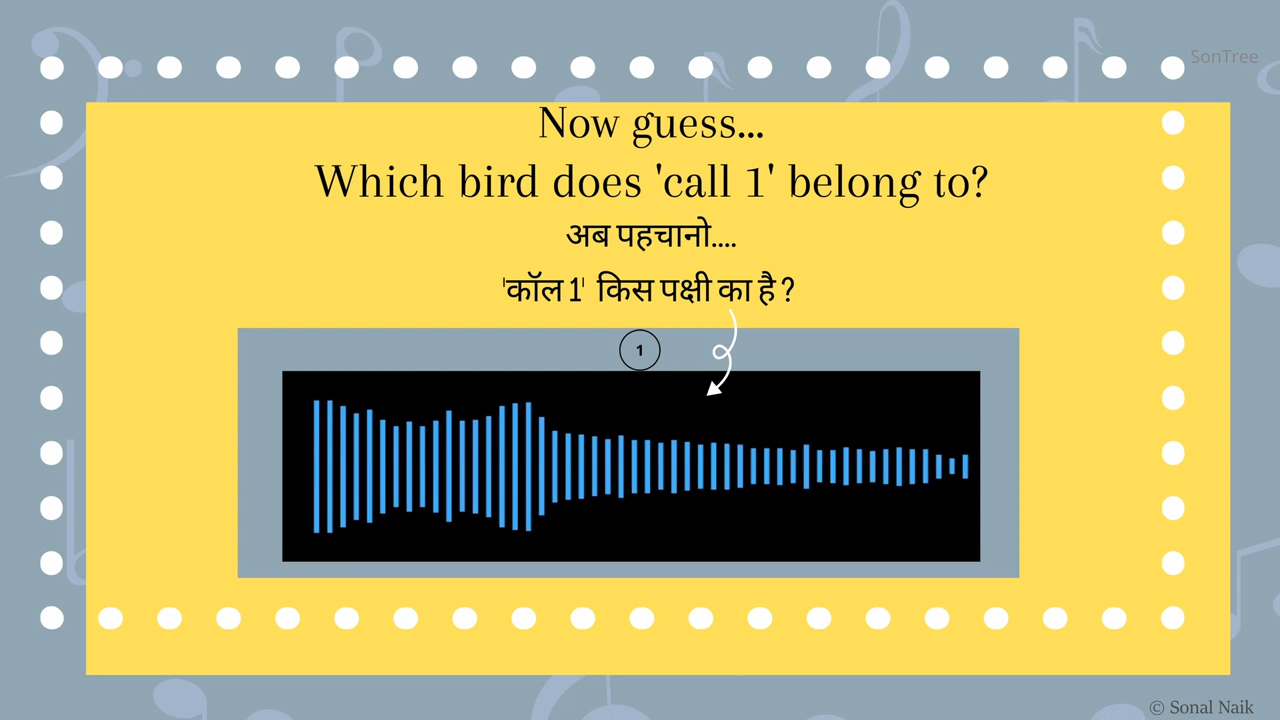 SonTree
Now guess...
Which bird does 'call 1' belong to?
अब पहचानो....
'कॉल 1' किस पक्षी का है ?
1
© Sonal Naik